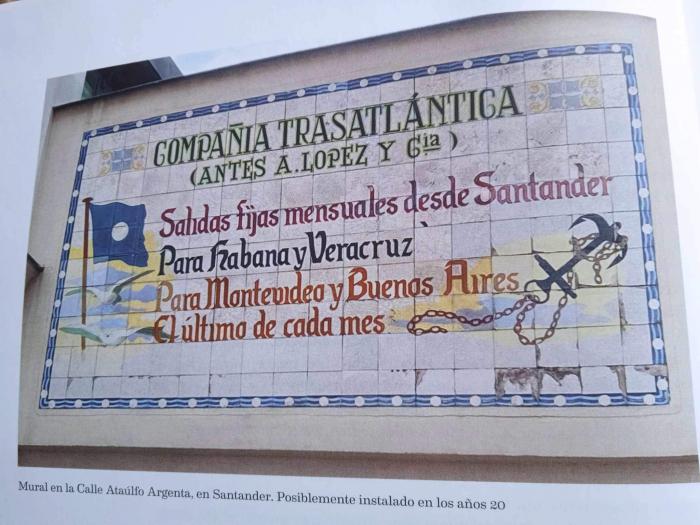 COMPAÑIA TRASATLÁNTICA
(ANTES A. LOPEZ Y Cia)
Salidas fijas mensuales desde Santander
Para Habana y Veracruz
Para Montevideo y Buenos Aires
El último de cada mes
Mural en la Calle Ataúlfo Argenta, en Santander. Posiblemente instalado en los años 20